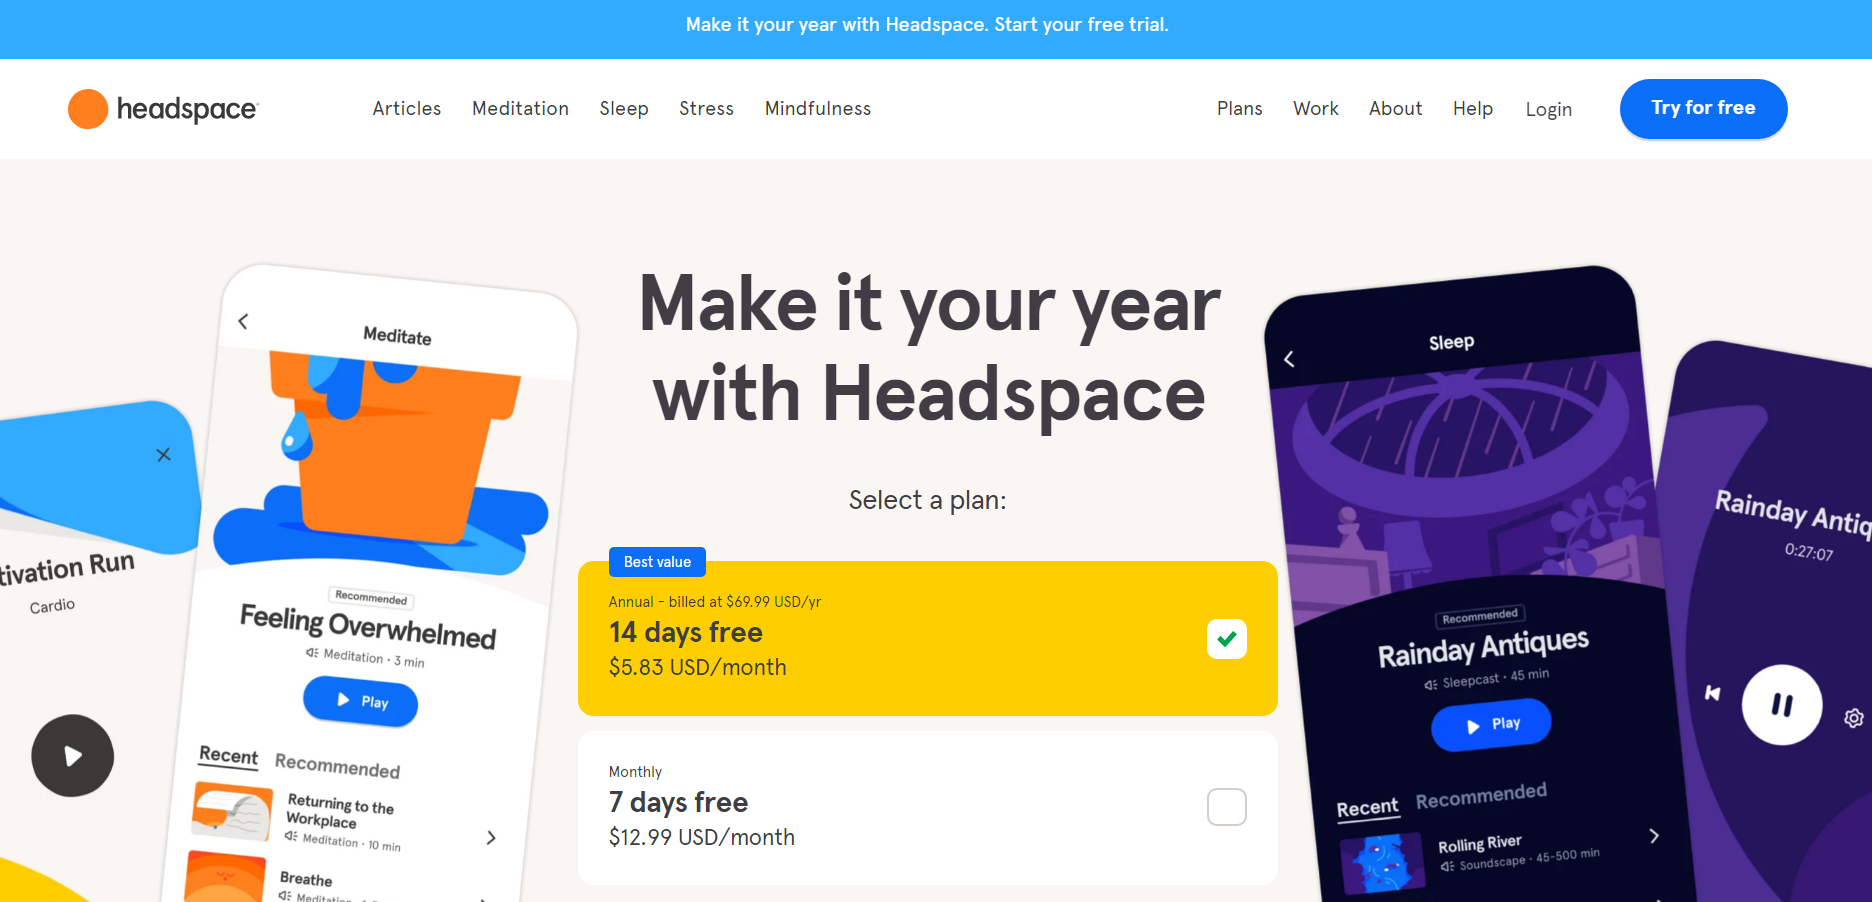 Make it your year with Headspace. Start your free trial.
headspace
Articles Meditation Sleep Stress Mindfulness Plans Work About Help Login Try for free
Make it your year
with Headspace
Select a plan:
Best value
Annual - billed at $69.99 USD/yr
14 days free
$5.83 USD/month
Monthly
7 days free
$12.99 USD/month
Run
Cardio
Meditate
Recommended
Feeling Overwhelmed
Meditation · 3 min
Play
Recent Recommended
Returning to the
Workplace
Meditation · 10 min
Breathe
Sleep
Recommended
Rainday Antiques
Sleepcast · 45 min
Play
Recent Recommended
Rolling River
Soundscape · 45-500 min
Rainday
0:27:07